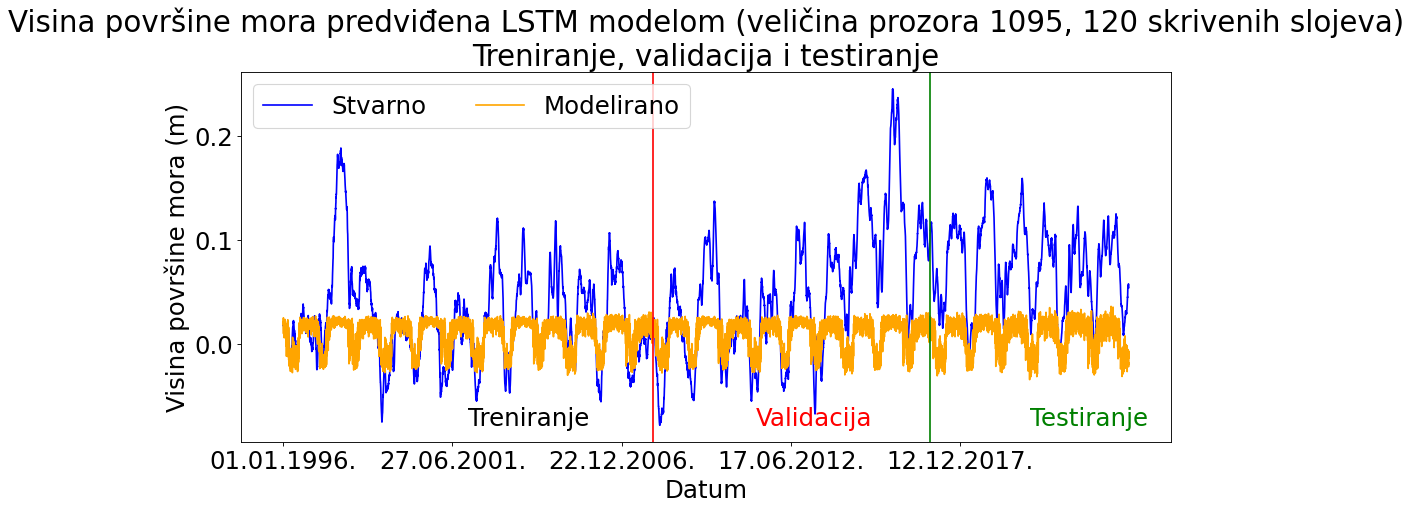 Visina površine mora predviđena LSTM modelom (veličina prozora 1095, 120 skrivenih slojeva)
Treniranje, validacija i testiranje
Stvarno
Modelirano
Visina površine mora (m)
0.2
0.1
0.0
Treniranje
Validacija
Testiranje
01.01.1996.
27.06.2001.
22.12.2006.
17.06.2012.
12.12.2017.
Datum